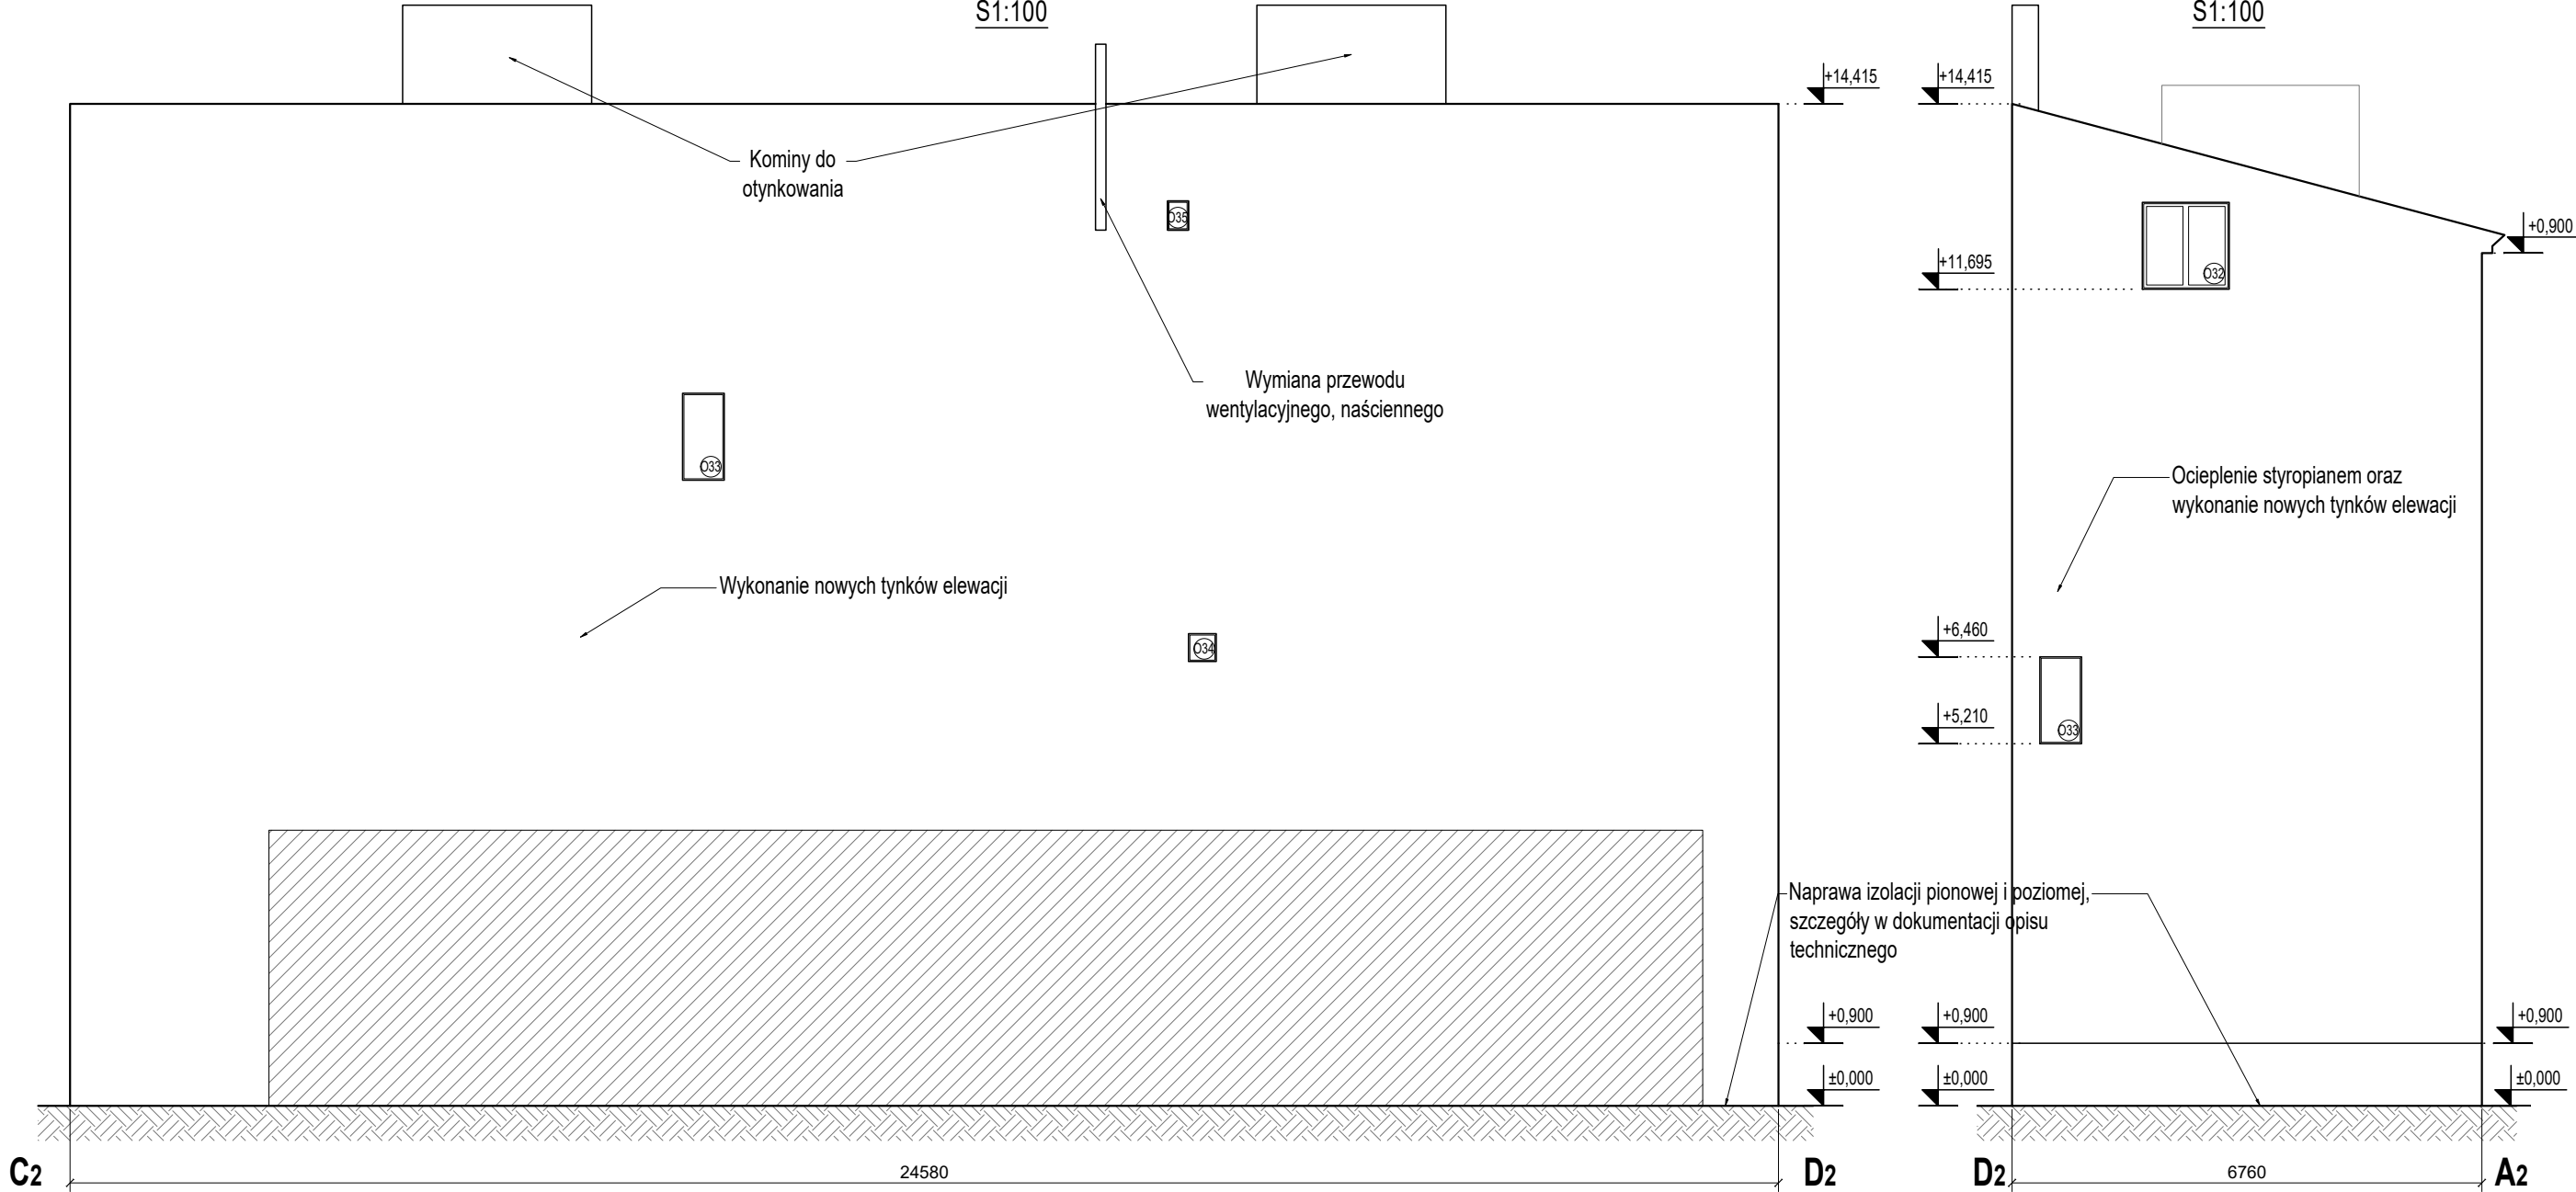 S1:100
S1:100
+14,415
+14,415
Kominy do
otynkowania
O35
+0,900
+11,695
O32
Wymiana przewodu
wentylacyjnego, naściennego
O33
Ocieplenie styropianem oraz
wykonanie nowych tynków elewacji
Wykonanie nowych tynków elewacji
+6,460
O34
+5,210
O33
Naprawa izolacji pionowej i poziomej,
szczegóły w dokumentacji opisu
technicznego
+0,900
+0,900
+0,900
±0,000
±0,000
±0,000
C2
24580
D2
D2
6760
A2